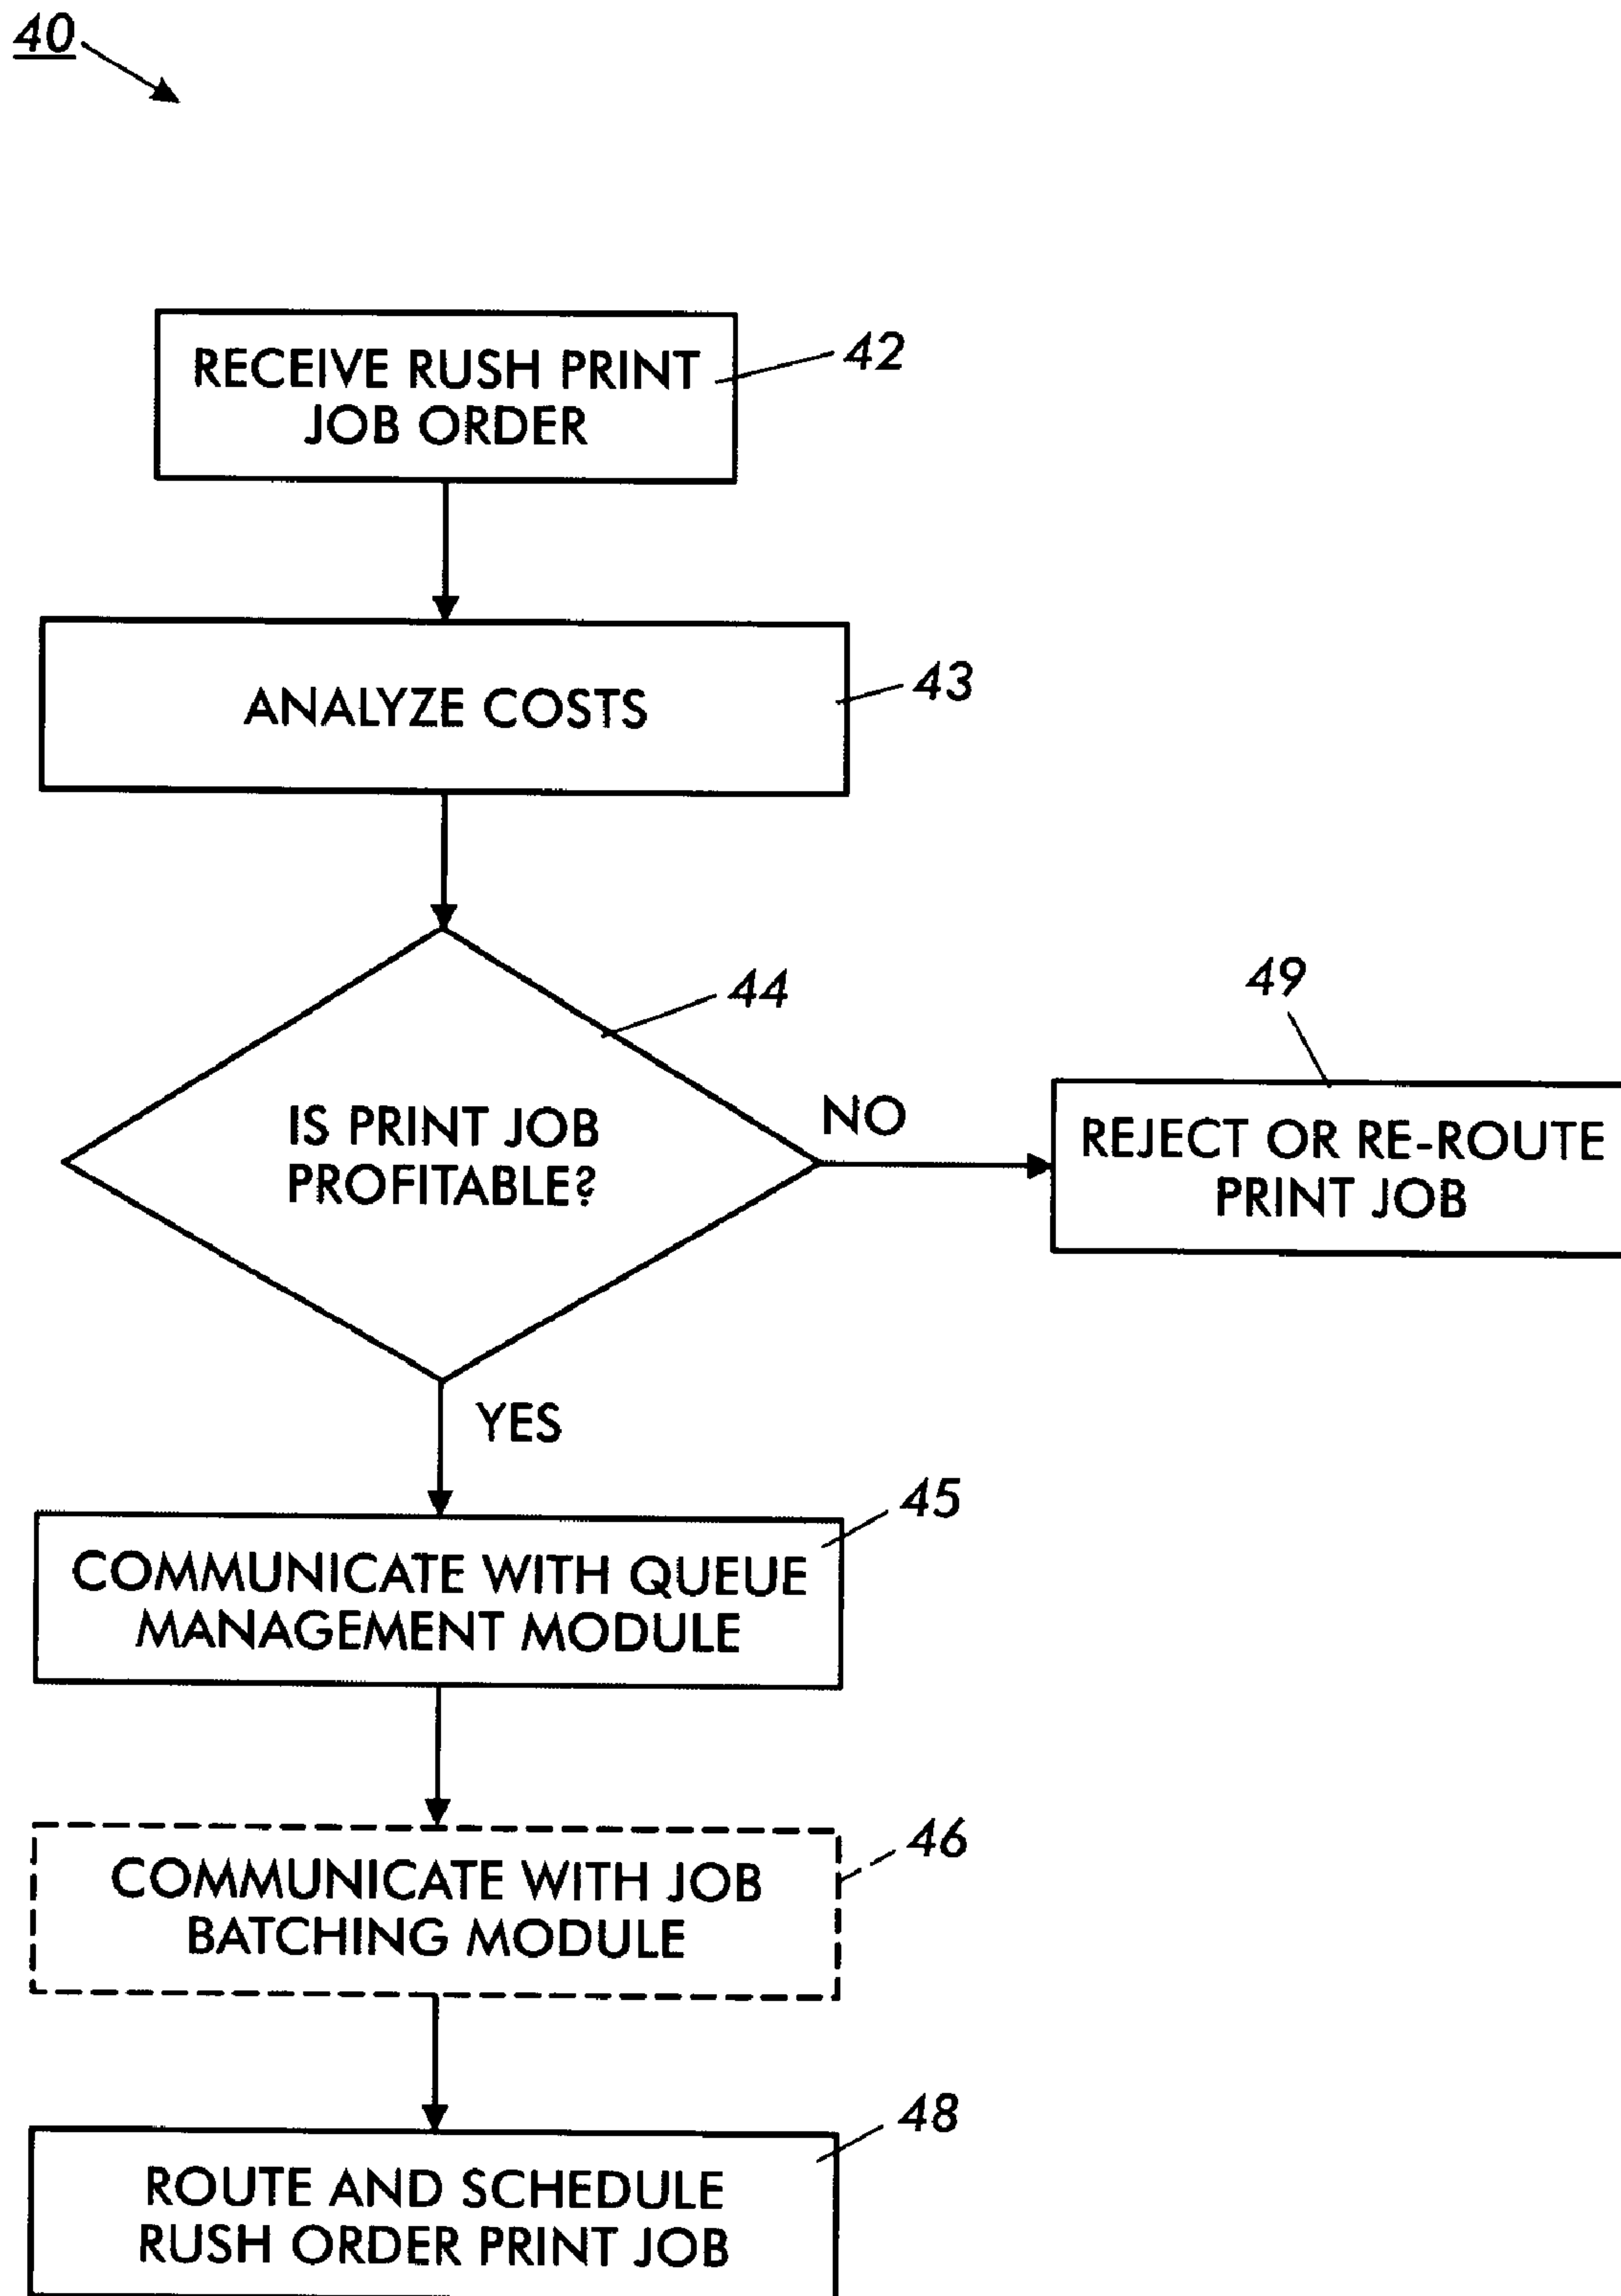 40
RECEIVE RUSH PRINT
JOB ORDER
42
ANALYZE COSTS
43
44
IS PRINT JOB
PROFITABLE?
NO
49
REJECT OR RE-ROUTE
PRINT JOB
YES
45
COMMUNICATE WITH QUEUE
MANAGEMENT MODULE
46
COMMUNICATE WITH JOB
BATCHING MODULE
48
ROUTE AND SCHEDULE
RUSH ORDER PRINT JOB